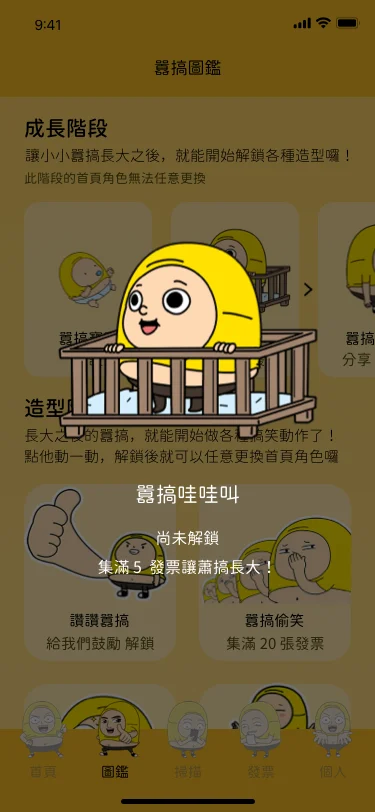 9:41
囂搞圖鑑
成長階段
讓小小囂搞長大之後，就能開始解鎖各種造型囉！
此階段的首頁角色無法任意更換
囂搞
囂搞
分享
造型
長大之後的囂搞，就能開始做各種搞笑動作了！
點他動一動，解鎖後就可以任意更換首頁角色囉
囂搞哇哇叫
尚未解鎖
集滿 5 發票讓蕭搞長大！
讚讚囂搞
給我們鼓勵 解鎖
囂搞偷笑
集滿 20 張發票
首頁
圖鑑
掃描
發票
個人